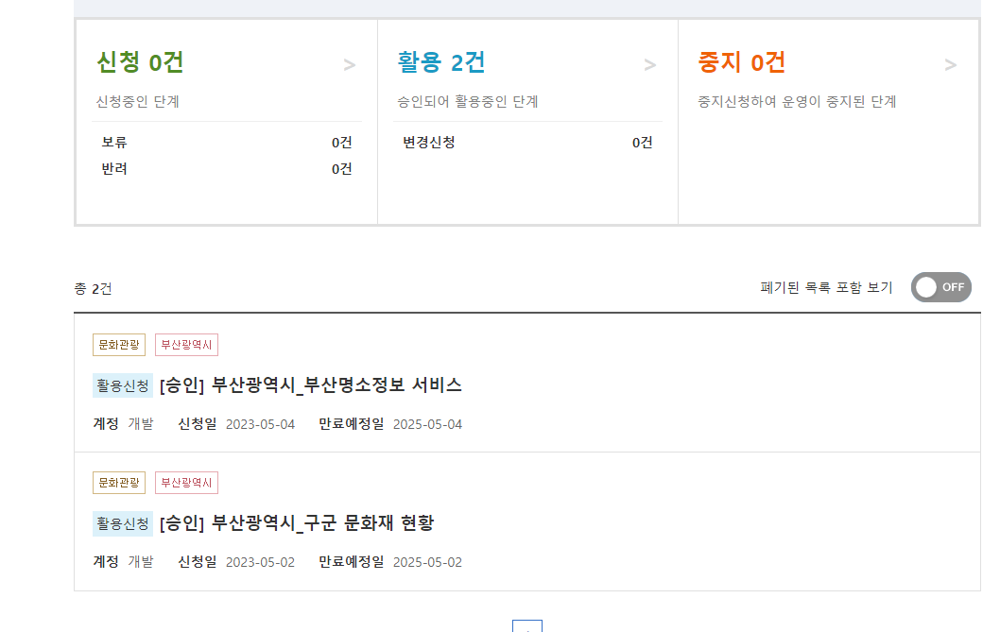 신청 0건 >
신청중인 단계
보류 0건
반려 0건
활용 2건 >
승인되어 활용중인 단계
변경신청 0건
중지 0건 >
중지신청하여 운영이 중지된 단계
총 2건 폐기된 목록 포함 보기 OFF
문화관광 부산광역시
활용신청 [승인] 부산광역시_부산명소정보 서비스
계정 개발 신청일 2023-05-04 만료예정일 2025-05-04
문화관광 부산광역시
활용신청 [승인] 부산광역시_구군 문화재 현황
계정 개발 신청일 2023-05-02 만료예정일 2025-05-02